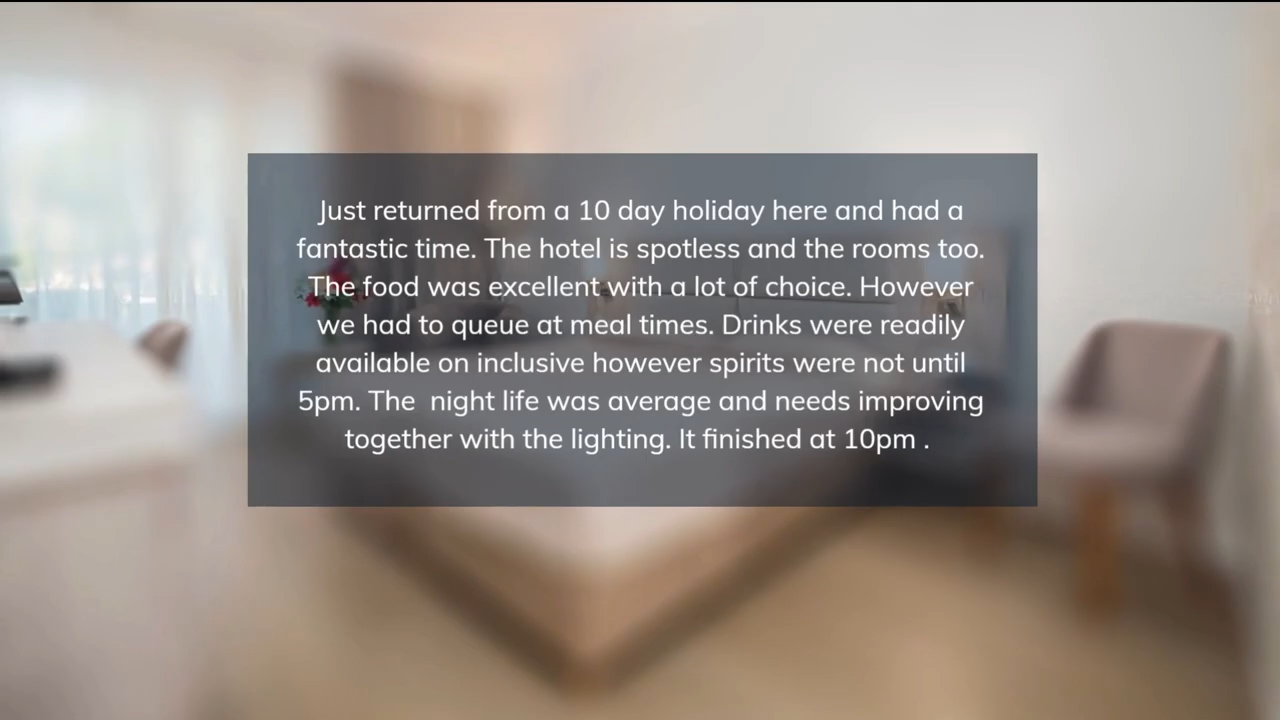 Just returned from a 10 day holiday here and had a
fantastic time. The hotel is spotless and the rooms too.
The food was excellent with a lot of choice. However
we had to queue at meal times. Drinks were readily
available on inclusive however spirits were not until
5pm. The  night life was average and needs improving
together with the lighting. It finished at 10pm .